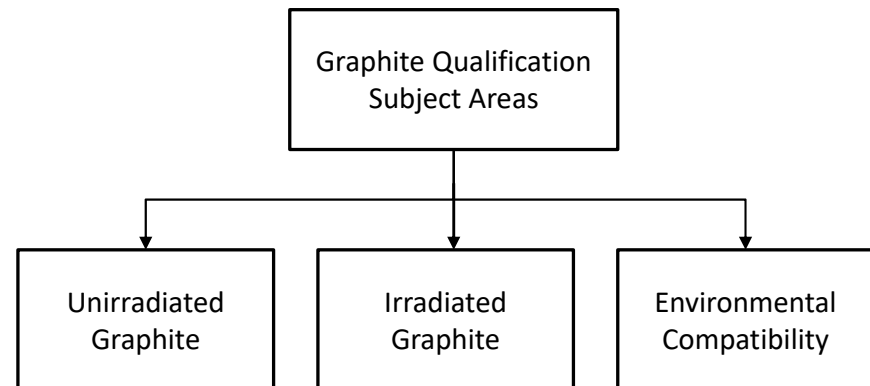 Graphite Qualification
Subject Areas
Unirradiated
Graphite
Irradiated
Graphite
Environmental
Compatibility